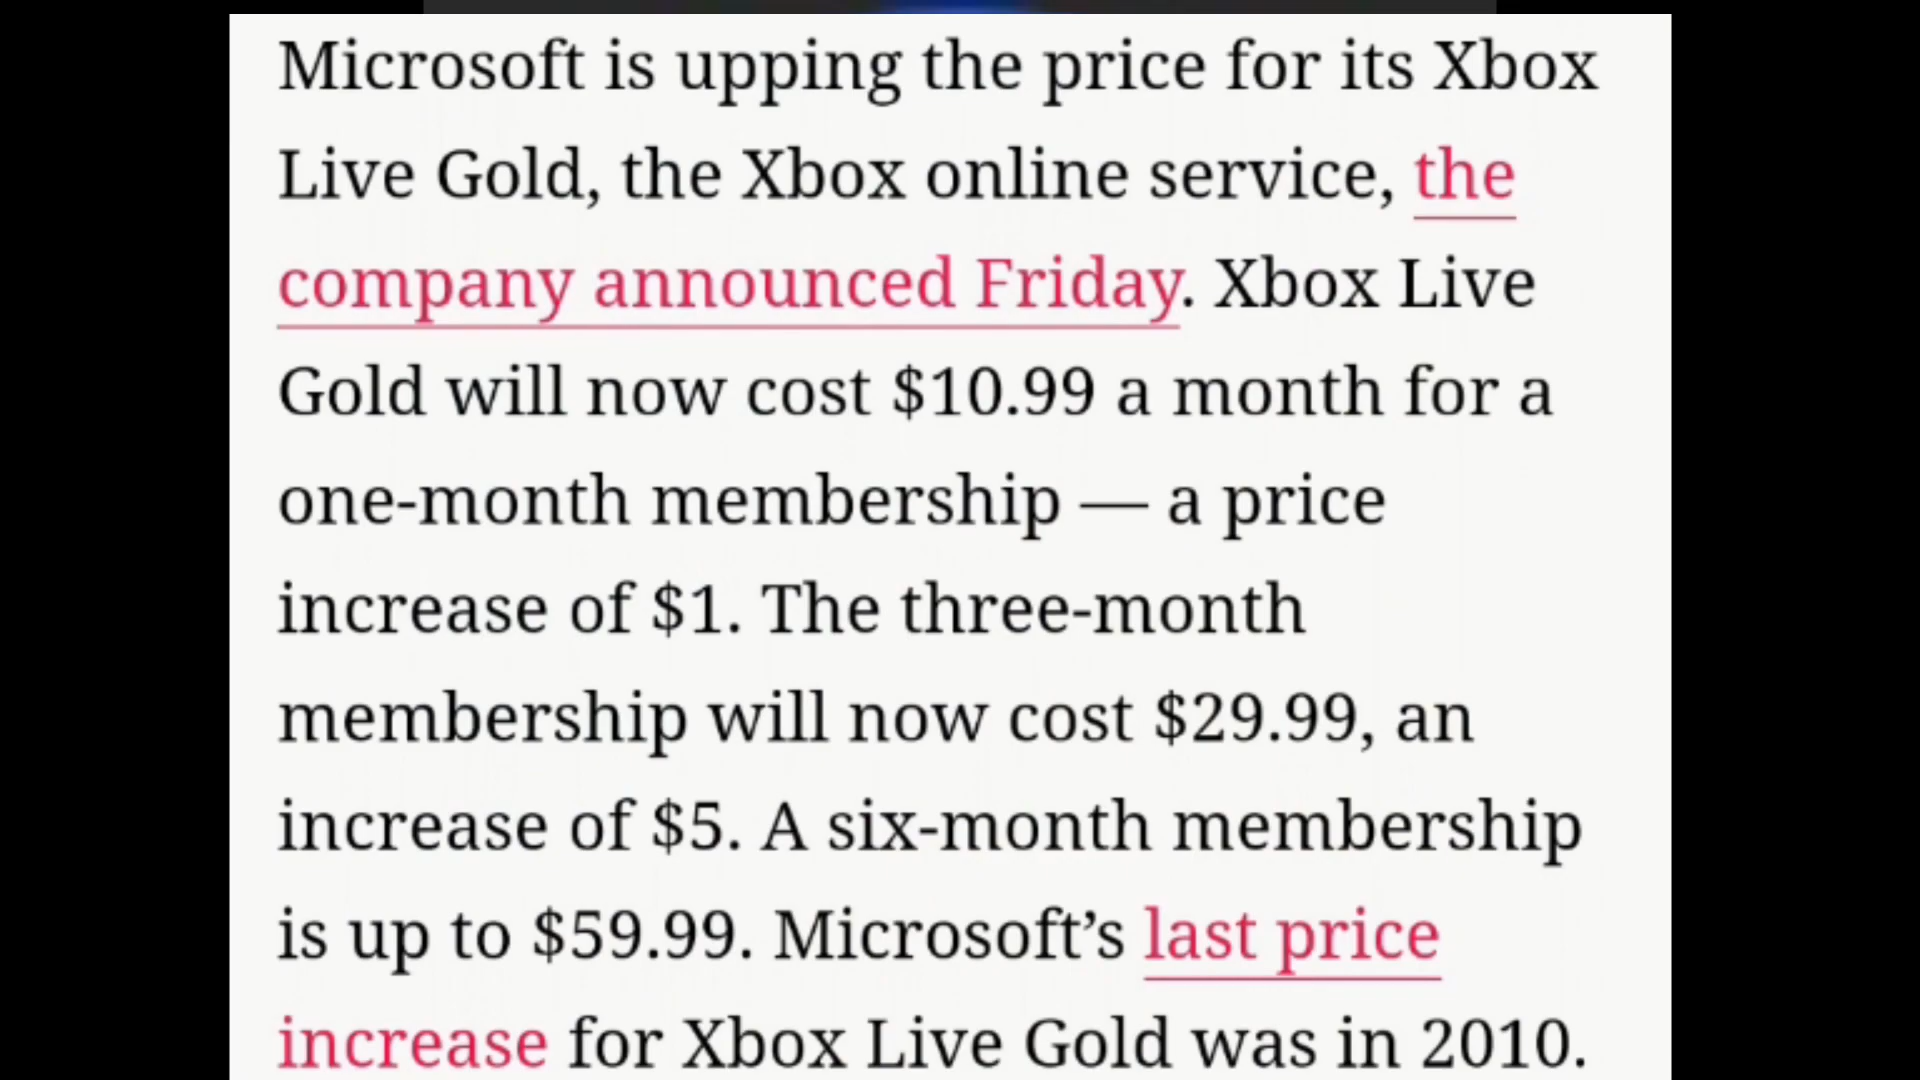 Microsoft is upping the price for its Xbox
Live Gold, the Xbox online service, the
company announced Friday. Xbox Live
Gold will now cost $10.99 a month for a
one-month membership — a price
increase of $1. The three-month
membership will now cost $29.99, an
increase of $5. A six-month membership
is up to $59.99. Microsoft’s last price
increase for Xbox Live Gold was in 2010.